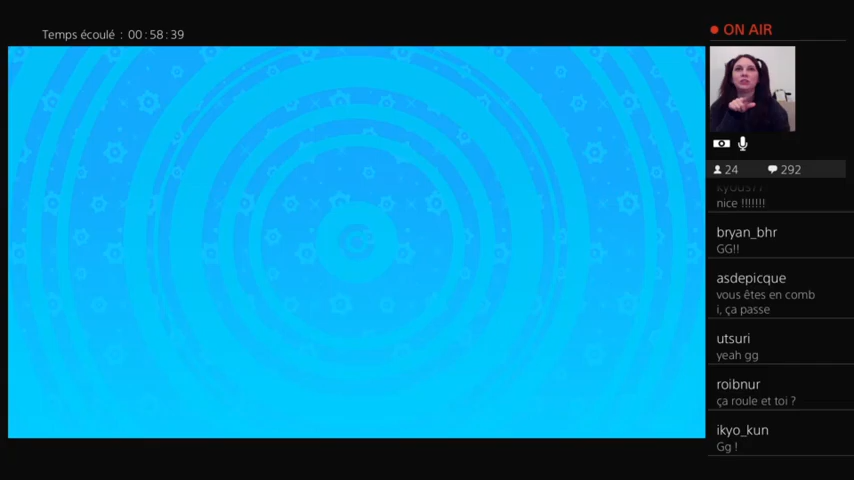 Temps écoulé : 00:58:39
ON AIR
24
292
kyous77
nice !!!!!!!
bryan_bhr
GG!!
asdepicque
vous êtes en comb
i, ça passe
utsuri
yeah gg
roibnur
ça roule et toi ?
ikyo_kun
Gg !